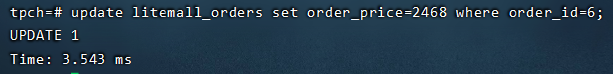 tpch=# update litemall_orders set order_price=2468 where order_id=6;
UPDATE 1
Time: 3.543 ms